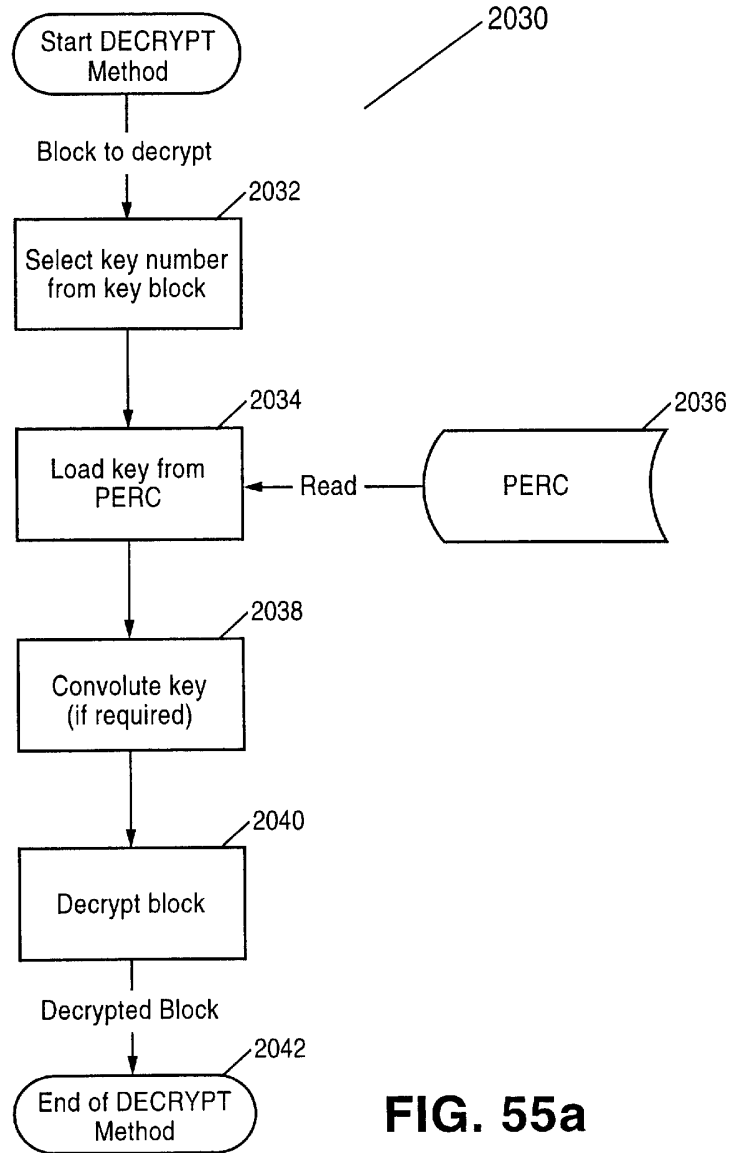 Start DECRYPT
Method
2030
Block to decrypt
2032
Select key number
from key block
2034
Load key from
PERC
Read
2036
PERC
2038
Convolute key
(if required)
2040
Decrypt block
Decrypted Block
2042
End of DECRYPT
Method
FIG. 55a